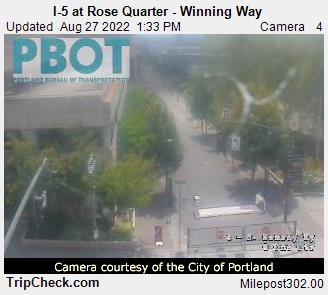 I-5 at Rose Quarter - Winning Way
Updated Aug 27 2022 1:33 PM Camera 4
PBOT
PORTLAND BUREAU OF TRANSPORTATION
Camera courtesy of the City of Portland
TripCheck.com Milepost302.00